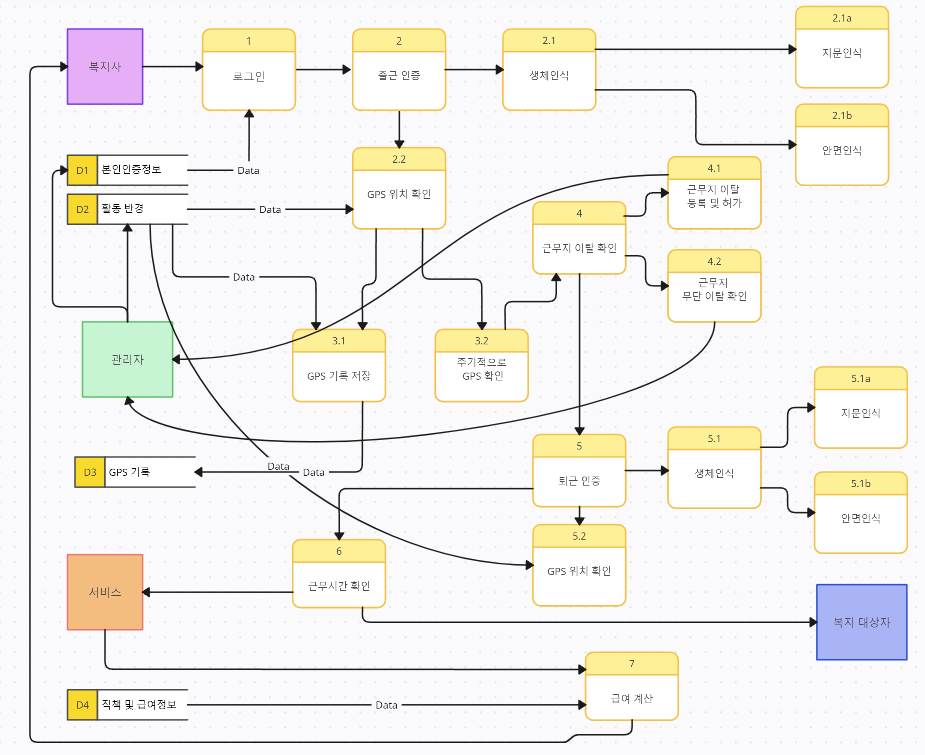 2.1a
지문인식
1
로그인
2
출근 인증
2.1
생체인식
복지사
2.1b
안면인식
D1 본인인증정보
Data
D2 활동 반경
Data
2.2
GPS 위치 확인
4.1
근무지 이탈
등록 및 허가
4
근무지 이탈 확인
4.2
근무지
무단 이탈 확인
Data
관리자
3.1
GPS 기록 저장
3.2
주기적으로
GPS 확인
5.1a
지문인식
5
퇴근 인증
5.1
생체인식
D3 GPS 기록
Data
Data
5.1b
안면인식
5.2
GPS 위치 확인
6
근무시간 확인
서비스
복지 대상자
7
급여 계산
D4 직책 및 급여정보
Data